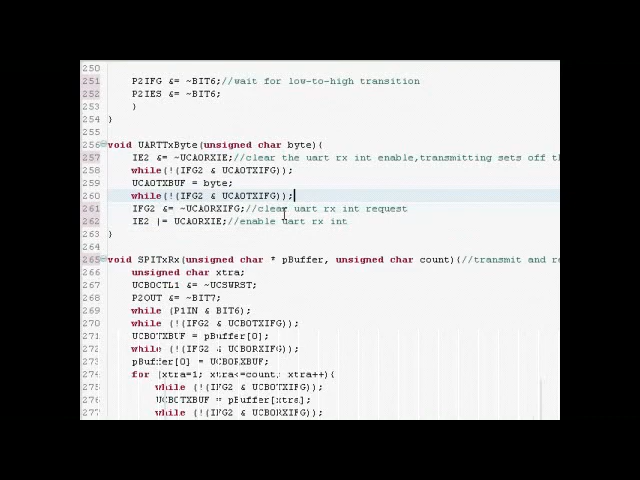 250
251 P2IFG &= ~BIT6;//wait for low-to-high transition
252 P2IES &= ~BIT6;
253 }
254 }
255
256 void UARTTxByte(unsigned char byte){
257 IE2 &= ~UCA0RXIE;//clear the uart rx int enable,transmitting sets off th
258 while(!(IFG2 & UCA0TXIFG));
259 UCA0TXBUF = byte;
260 while(!(IFG2 & UCA0TXIFG));
261 IFG2 &= ~UCA0RXIFG;//clear uart rx int request
262 IE2 |= UCA0RXIE;//enable uart rx int
263 }
264
265 void SPITxRx(unsigned char * pBuffer, unsigned char count){//transmit and re
266 unsigned char xtra;
267 UCB0CTL1 &= ~UCSWRST;
268 P2OUT &= ~BIT7;
269 while (P1IN & BIT6);
270 while (!(IFG2 & UCB0TXIFG));
271 UCB0TXBUF = pBuffer[0];
272 while (!(IFG2 & UCB0RXIFG));
273 pBuffer[0] = UCB0RXBUF;
274 for (xtra=1; xtra<=count; xtra++){
275 while (!(IFG2 & UCB0TXIFG));
276 UCB0TXBUF = pBuffer[xtra];
277 while (!(IFG2 & UCB0RXIFG));